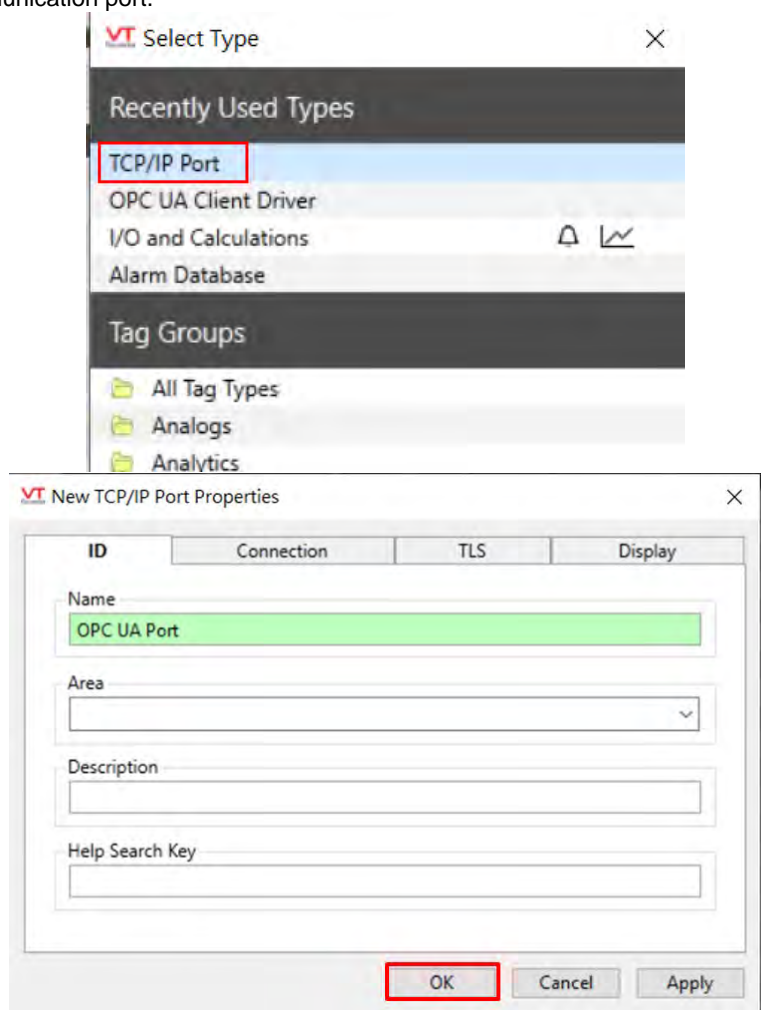 unication port.
VT Select Type
Recently Used Types
TCP/IP Port
OPC UA Client Driver
I/O and Calculations
Alarm Database
Tag Groups
All Tag Types
Analogs
Analytics
VT New TCP/IP Port Properties
ID Connection TLS Display
Name
OPC UA Port
Area
Description
Help Search Key
OK Cancel Apply